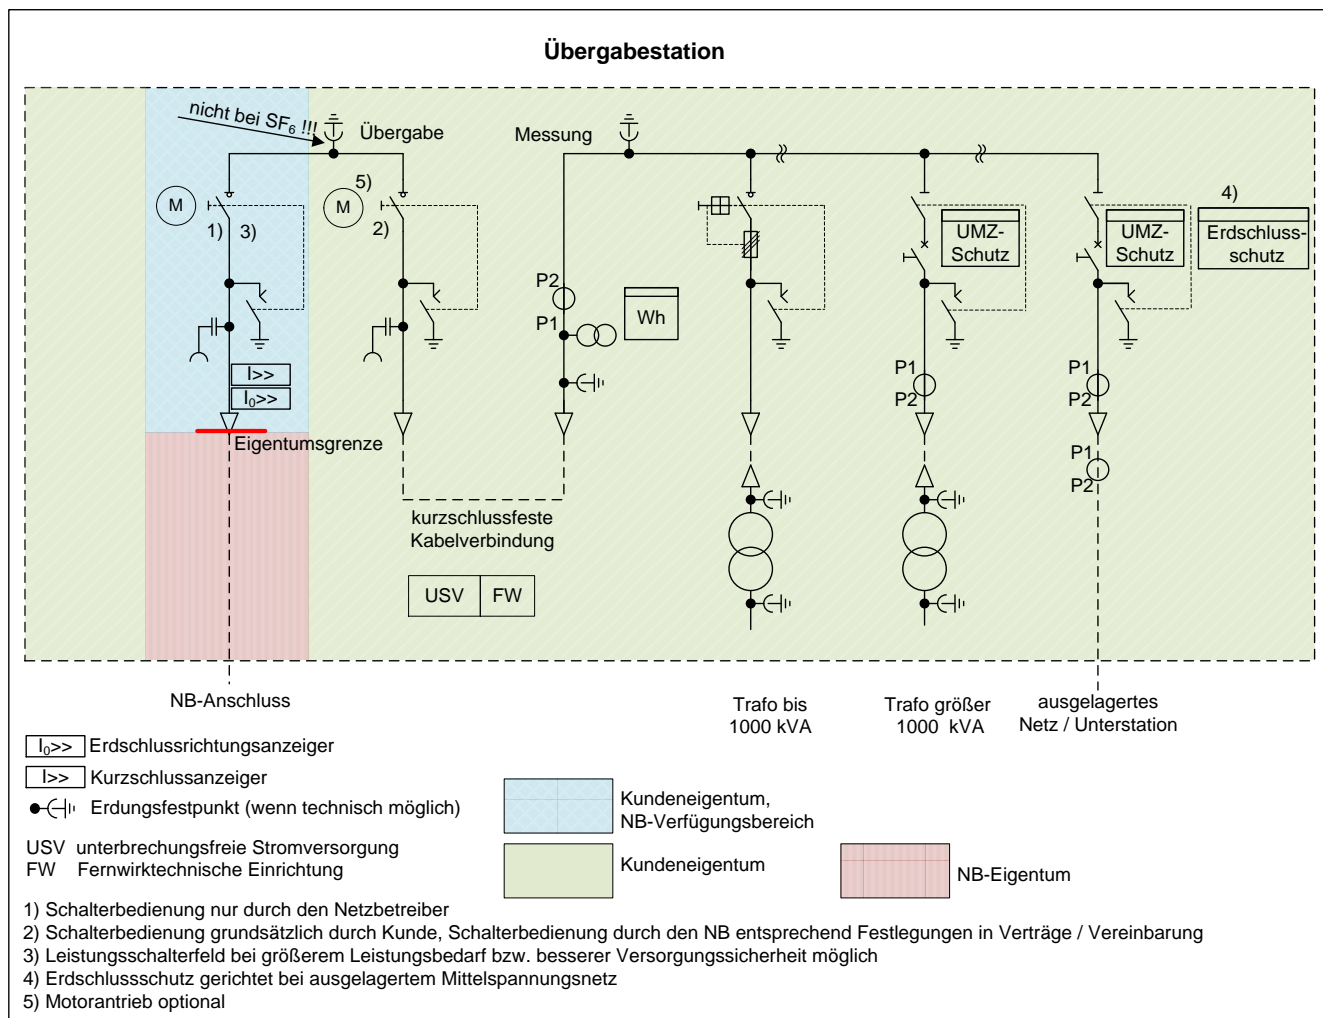 Übergabestation
nicht bei SF6 !!!
Übergabe
Messung
M
1)
3)
5)
M
2)
P2
P1
Wh
UMZ-
Schutz
UMZ-
Schutz
4)
Erdschluss-
schutz
I>>
I0>>
P1
P2
P1
P2
P1
P2
Eigentumsgrenze
kurzschlussfeste
Kabelverbindung
USV
FW
NB-Anschluss
Trafo bis
1000 kVA
Trafo größer
1000 kVA
ausgelagertes
Netz / Unterstation
I0>> Erdschlussrichtungsanzeiger
I>> Kurzschlussanzeiger
Erdungsfestpunkt (wenn technisch möglich)
USV unterbrechungsfreie Stromversorgung
FW Fernwirktechnische Einrichtung
Kundeneigentum,
NB-Verfügungsbereich
Kundeneigentum
NB-Eigentum
1) Schalterbedienung nur durch den Netzbetreiber
2) Schalterbedienung grundsätzlich durch Kunde, Schalterbedienung durch den NB entsprechend Festlegungen in Verträge / Vereinbarung
3) Leistungsschalterfeld bei größerem Leistungsbedarf bzw. besserer Versorgungssicherheit möglich
4) Erdschlussschutz gerichtet bei ausgelagertem Mittelspannungsnetz
5) Motorantrieb optional